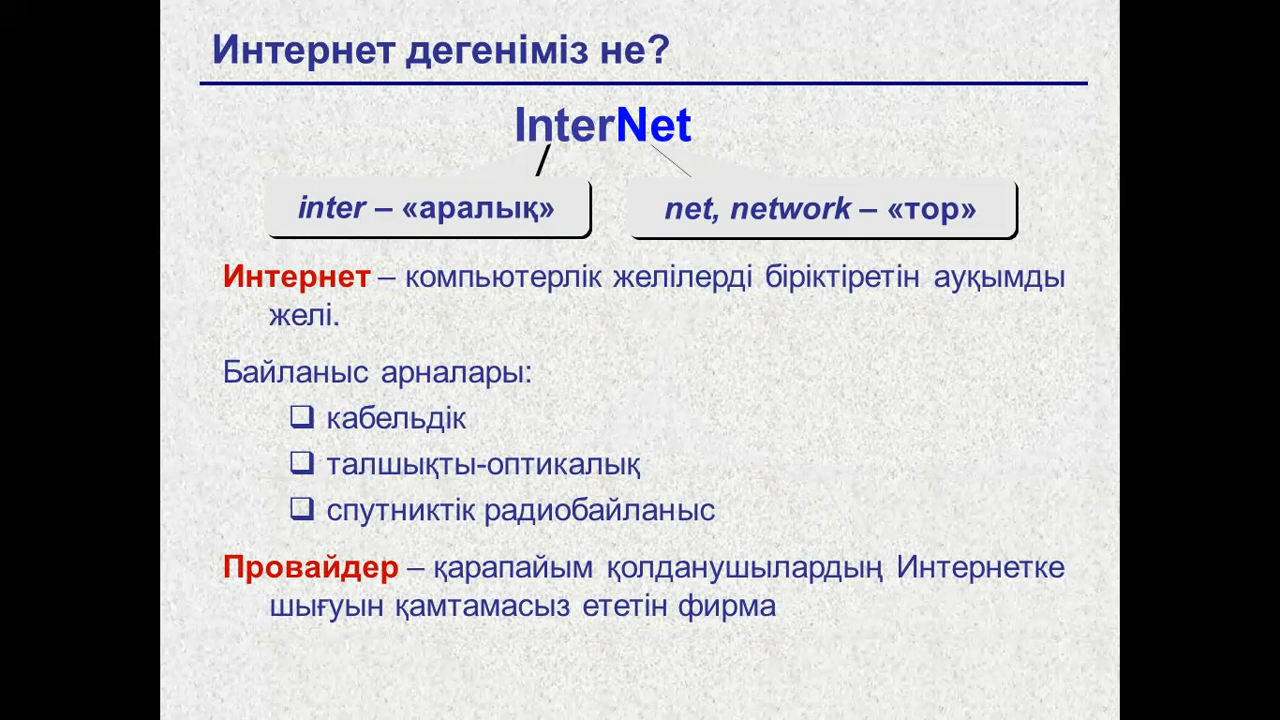 Интернет дегеніміз не?
InterNet
inter – «аралық»
net, network – «тор»
Интернет – компьютерлік желілерді біріктіретін ауқымды
желі.
Байланыс арналары:
❑ кабельдік
❑ талшықты-оптикалық
❑ спутниктік радиобайланыс
Провайдер – қарапайым қолданушылардың Интернетке
шығуын қамтамасыз ететін фирма